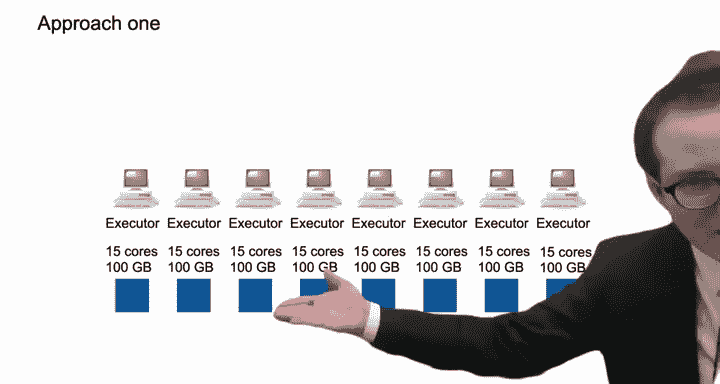 Approach one
Executor Executor Executor Executor Executor Executor Executor Executor
15 cores 15 cores 15 cores 15 cores 15 cores 15 cores 15 cores 15 cores
100 GB 100 GB 100 GB 100 GB 100 GB 100 GB 100 GB 100 GB